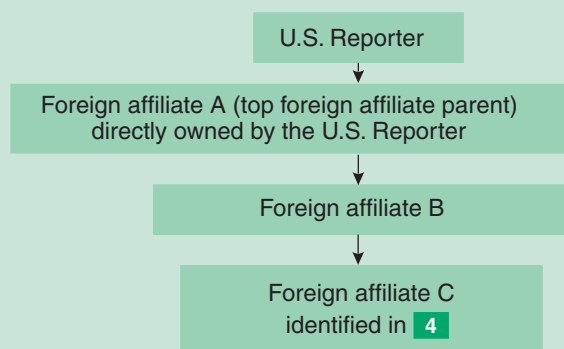 U.S. Reporter
Foreign affiliate A (top foreign affiliate parent)
directly owned by the U.S. Reporter
Foreign affiliate B
Foreign affiliate C
identified in 4